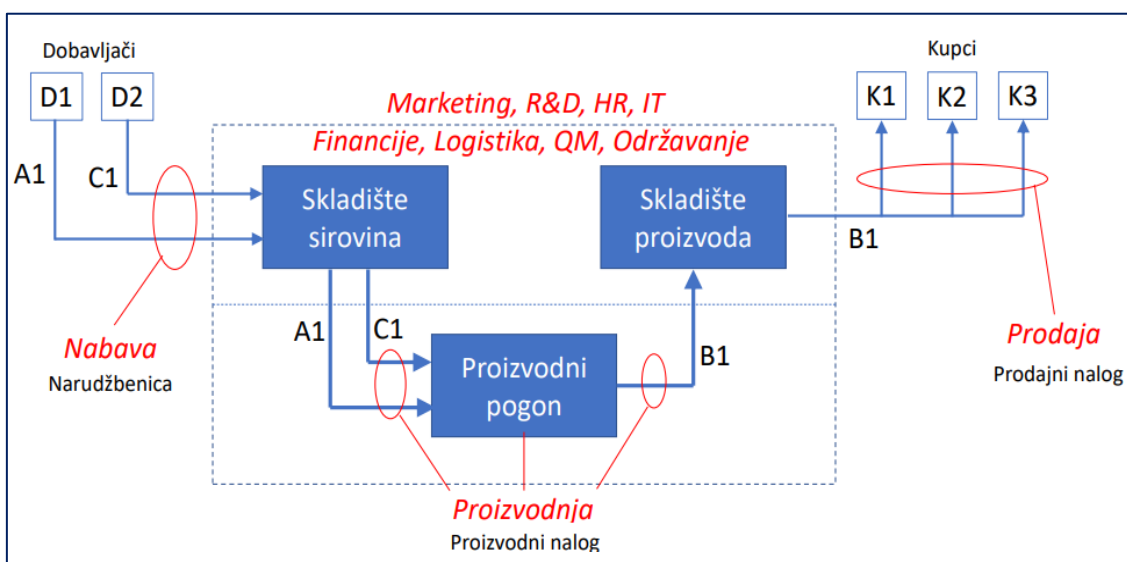 Dobavljači
D1
D2
A1
C1
Marketing, R&D, HR, IT
Financije, Logistika, QM, Održavanje
Kupci
K1
K2
K3
Skladište
sirovina
Skladište
proizvoda
B1
Nabava
Narudžbenica
A1
C1
Proizvodni
pogon
B1
Prodaja
Prodajni nalog
Proizvodnja
Proizvodni nalog